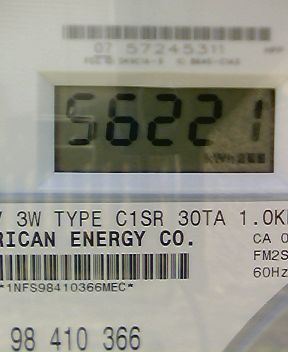 07 57245311
56221
kWh
V 3W TYPE C1SR 30TA 1.0K
RICAN ENERGY CO.
CA 0
FM2S
60Hz
*1NFS98410366MEC*
98 410 366